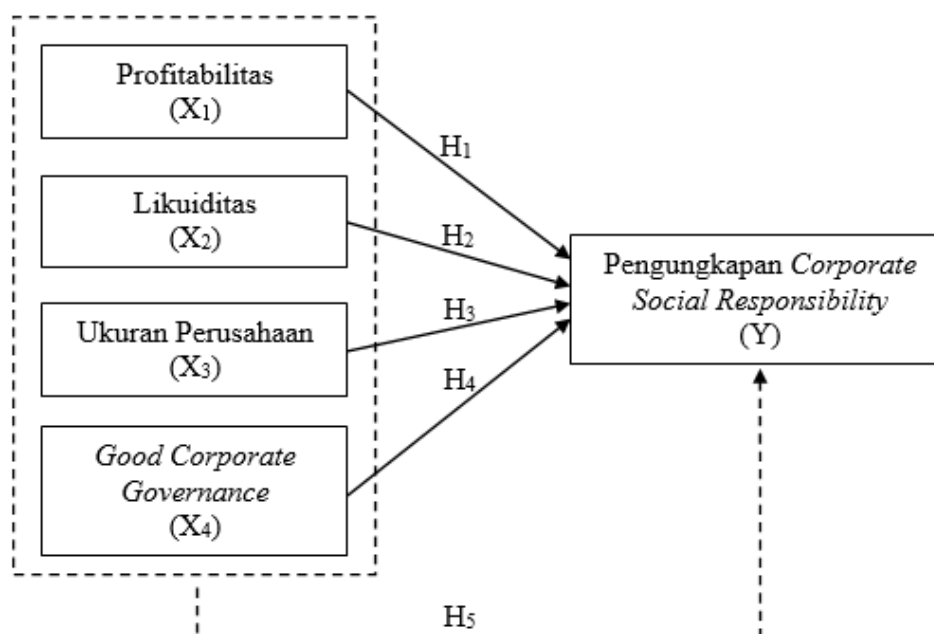 Profitabilitas
(X₁)
H₁
Likuiditas
(X₂)
H₂
Pengungkapan Corporate
Social Responsibility
(Y)
Ukuran Perusahaan
(X₃)
H₃
H₄
Good Corporate
Governance
(X₄)
H₅